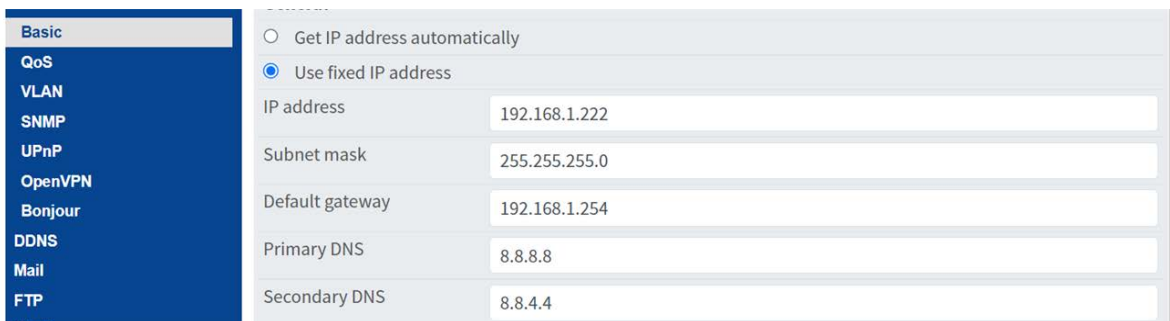 Basic
QoS
VLAN
SNMP
UPnP
OpenVPN
Bonjour
DDNS
Mail
FTP
Get IP address automatically
Use fixed IP address
IP address 192.168.1.222
Subnet mask 255.255.255.0
Default gateway 192.168.1.254
Primary DNS 8.8.8.8
Secondary DNS 8.8.4.4